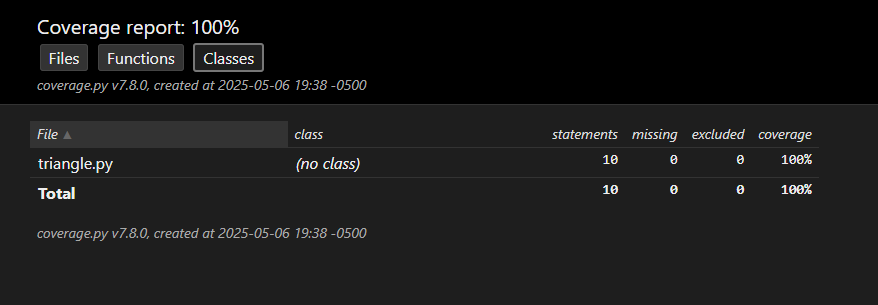 Coverage report: 100%
Files Functions Classes
coverage.py v7.8.0, created at 2025-05-06 19:38 -0500
File ▲ class statements missing excluded coverage
triangle.py (no class) 10 0 0 100%
Total 10 0 0 100%
coverage.py v7.8.0, created at 2025-05-06 19:38 -0500